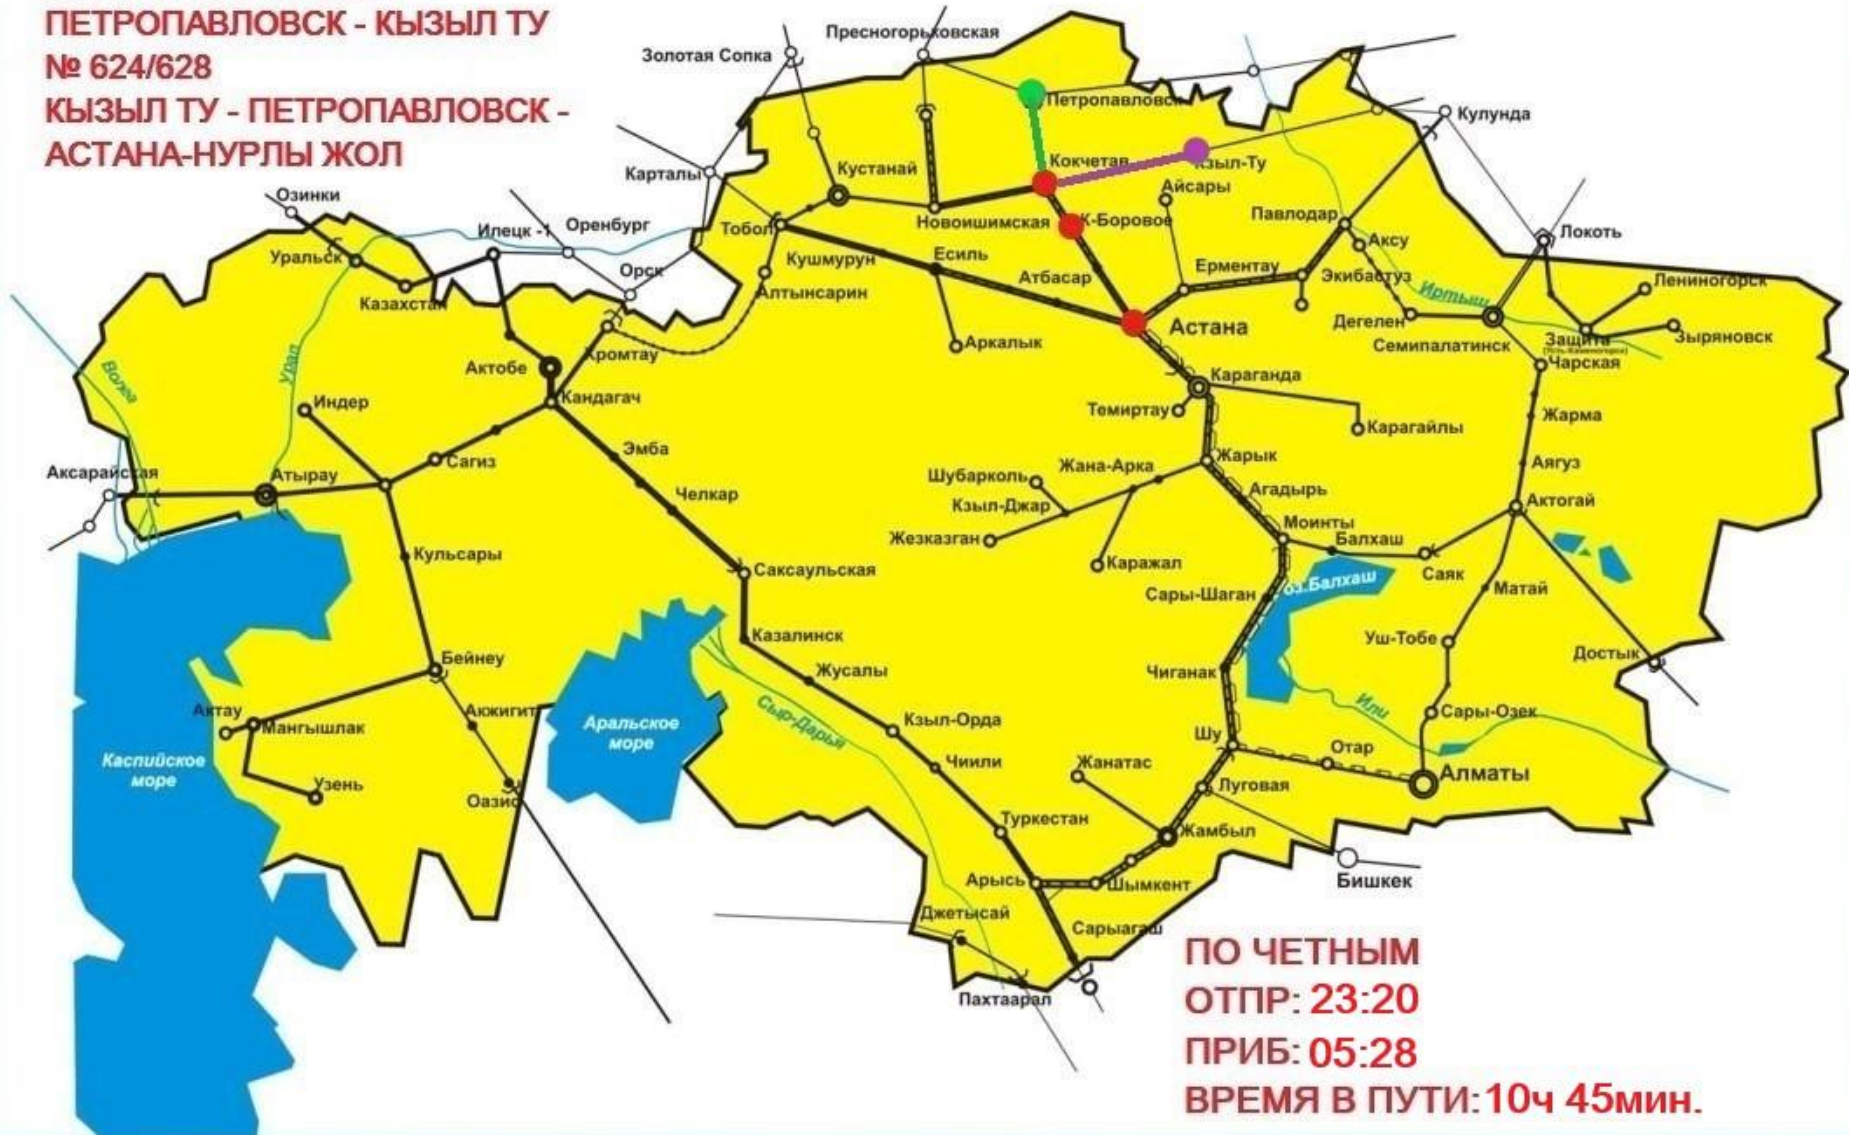 ПЕТРОПАВЛОВСК - КЫЗЫЛ ТУ
№ 624/628
КЫЗЫЛ ТУ - ПЕТРОПАВЛОВСК -
АСТАНА-НУРЛЫ ЖОЛ
Пресногорьковская
Золотая Сопка
Петропавловск
Кулунда
Карталы
Кустанай
Кокчетав
Кзыл-Ту
Айсары
Озинки
Илецк -1
Оренбург
Тобол
Новоишимская
К-Боровое
Павлодар
Аксу
Локоть
Уральск
Казахстан
Орск
Кушмурун
Есиль
Атбасар
Ерментау
Экибастуз
Иртыш
Лениногорск
Алтынсарин
Волга
Урал
Хромтау
Аркалык
Астана
Дегелен
Семипалатинск
Защита
(Усть-Каменогорск)
Зыряновск
Чарская
Актобе
Кандагач
Индер
Караганда
Темиртау
Карагайлы
Жарма
Аксарайская
Атырау
Сагиз
Эмба
Челкар
Шубарколь
Жана-Арка
Жарык
Аягуз
Кзыл-Джар
Агадырь
Актогай
Жезказган
Моинты
Балхаш
Кульсары
Саксаульская
Каражал
Сары-Шаган
оз.Балхаш
Саяк
Матай
Казалинск
Уш-Тобе
Достык
Бейнеу
Жусалы
Чиганак
Актау
Мангышлак
Акжигит
Аральское
море
Сыр-Дарья
Кзыл-Орда
Или
Сары-Озек
Каспийское
море
Узень
Оазис
Чиили
Жанатас
Шу
Отар
Алматы
Луговая
Туркестан
Жамбыл
Арысь
Шымкент
Бишкек
Джетысай
Сарыагаш
Пахтаарал
ПО ЧЕТНЫМ
ОТПР: 23:20
ПРИБ: 05:28
ВРЕМЯ В ПУТИ: 10ч 45мин.